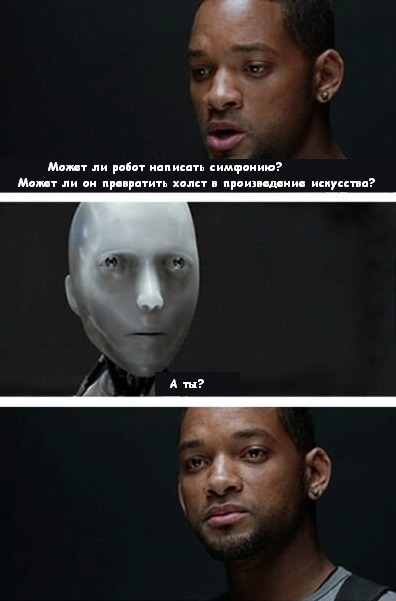 Может ли робот написать симфонию?
Может ли он превратить холст в произведение искусства?
А ты?